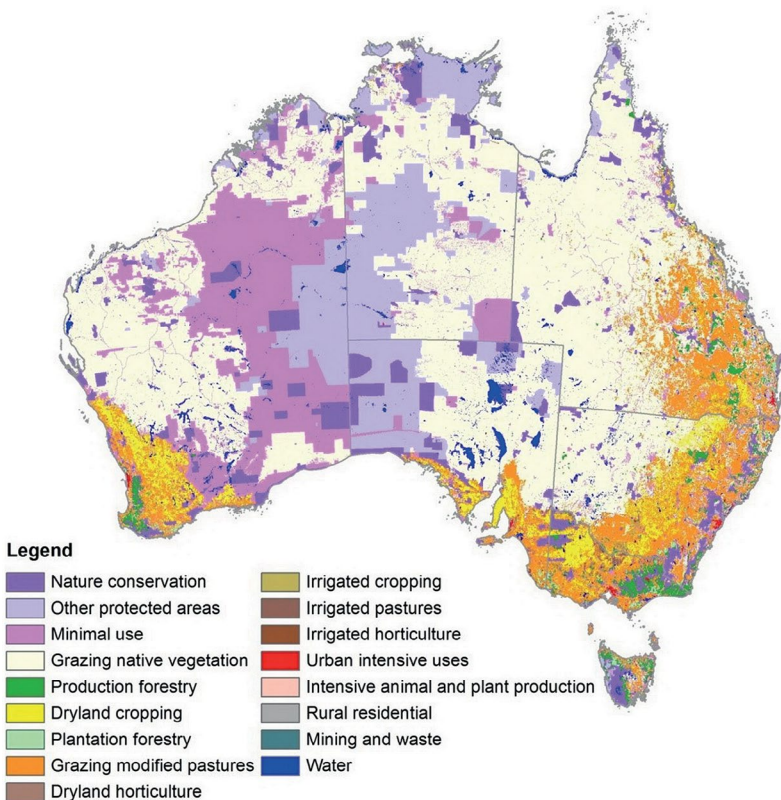 Legend
Nature conservation
Other protected areas
Minimal use
Grazing native vegetation
Production forestry
Dryland cropping
Plantation forestry
Grazing modified pastures
Dryland horticulture
Irrigated cropping
Irrigated pastures
Irrigated horticulture
Urban intensive uses
Intensive animal and plant production
Rural residential
Mining and waste
Water